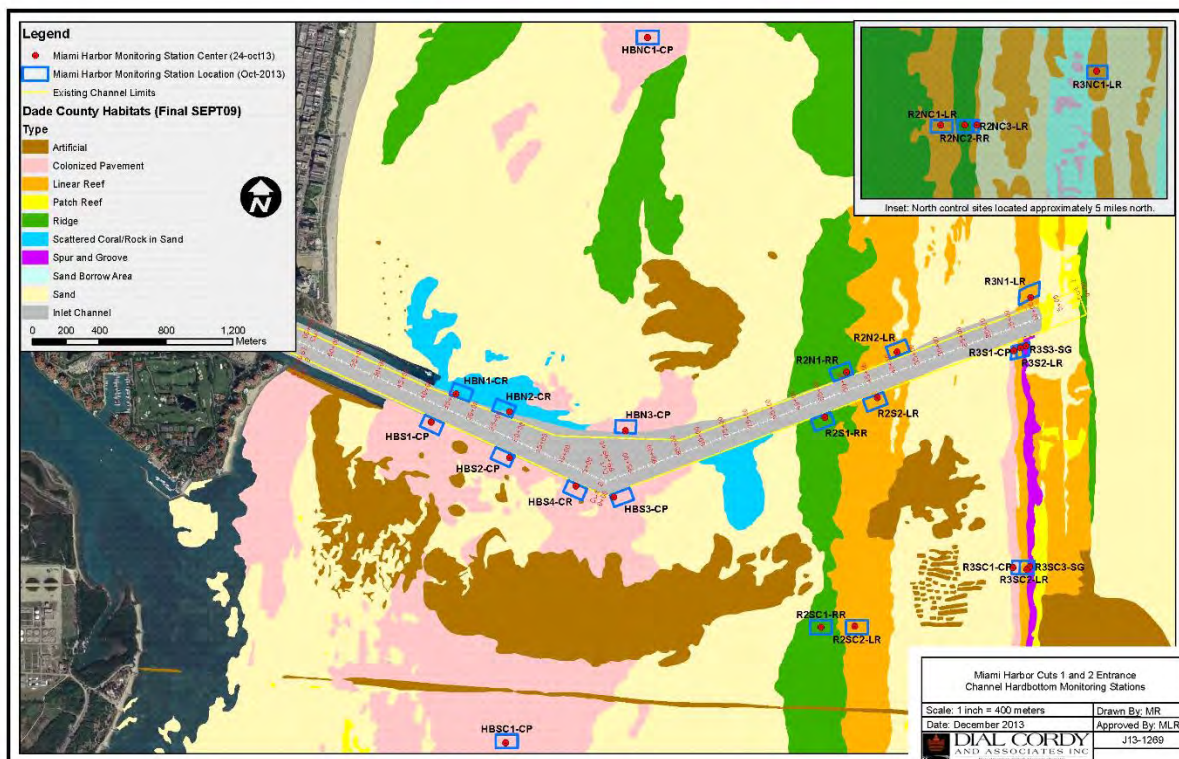 Legend
Miami Harbor Monitoring Station Center (24-oct13)
Miami Harbor Monitoring Station Location (Oct-2013)
Existing Channel Limits
Dade County Habitats (Final SEPT09)
Type
Artificial
Colonized Pavement
Linear Reef
Patch Reef
Ridge
Scattered Coral/Rock in Sand
Spur and Groove
Sand Borrow Area
Sand
Inlet Channel
N
0 200 400 800 1,200
Meters
HBNC1-CP
R3NC1-LR
R2NC1-LR
R2NC3-LR
R2NC2-RR
Inset: North control sites located approximately 5 miles north.
R3N1-LR
R2N2-LR
R2N1-RR
R3S1-CP
R3S3-SG
R3S2-LR
HBN1-CR
HBN2-CR
HBN3-CP
R2S2-LR
R2S1-RR
HBS1-CP
HBS2-CP
HBS4-CR
HBS3-CP
R3SC1-CP
R3SC3-SG
R3SC2-LR
R2SC1-RR
R2SC2-LR
HBSC1-CP
Miami Harbor Cuts 1 and 2 Entrance
Channel Hardbottom Monitoring Stations
Scale: 1 inch = 400 meters
Drawn By: MR
Date: December 2013
Approved By: MLR
DIAL CORDY
AND ASSOCIATES INC
J13-1269